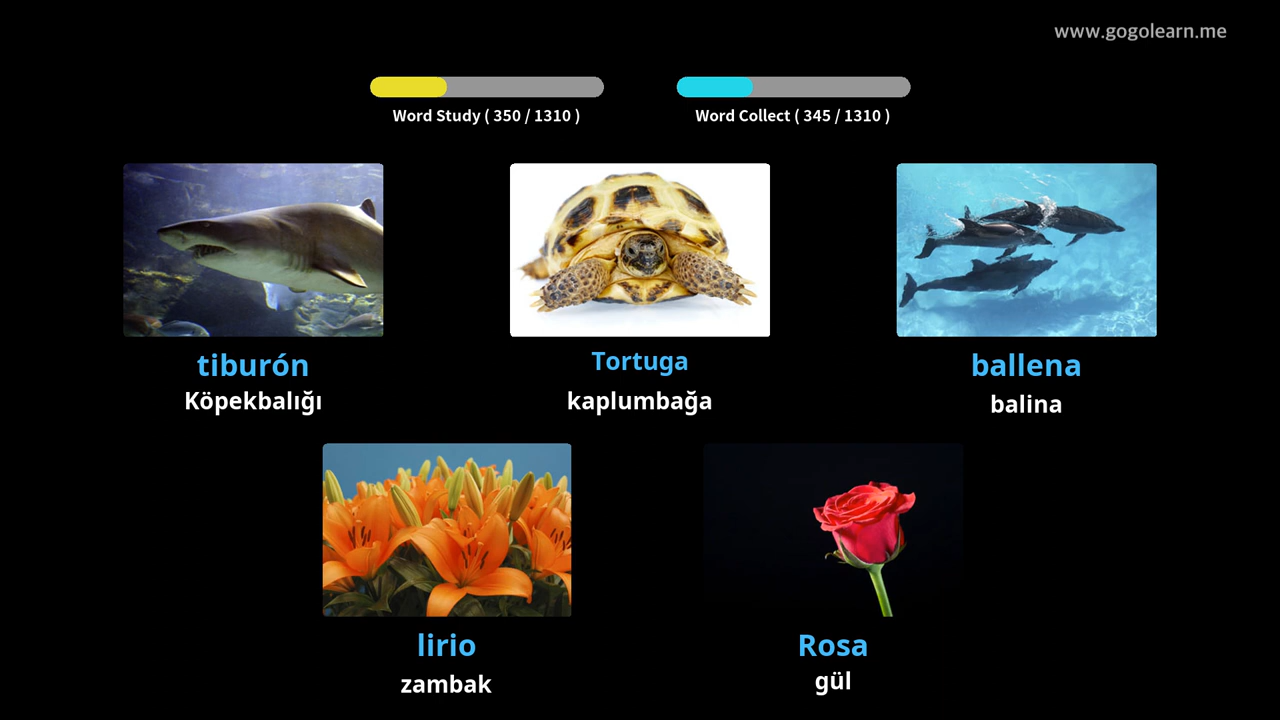 www.gogolearn.me
Word Study ( 350 / 1310 )
Word Collect ( 345 / 1310 )
tiburón
Köpekbalığı
Tortuga
kaplumbağa
ballena
balina
lirio
zambak
Rosa
gül